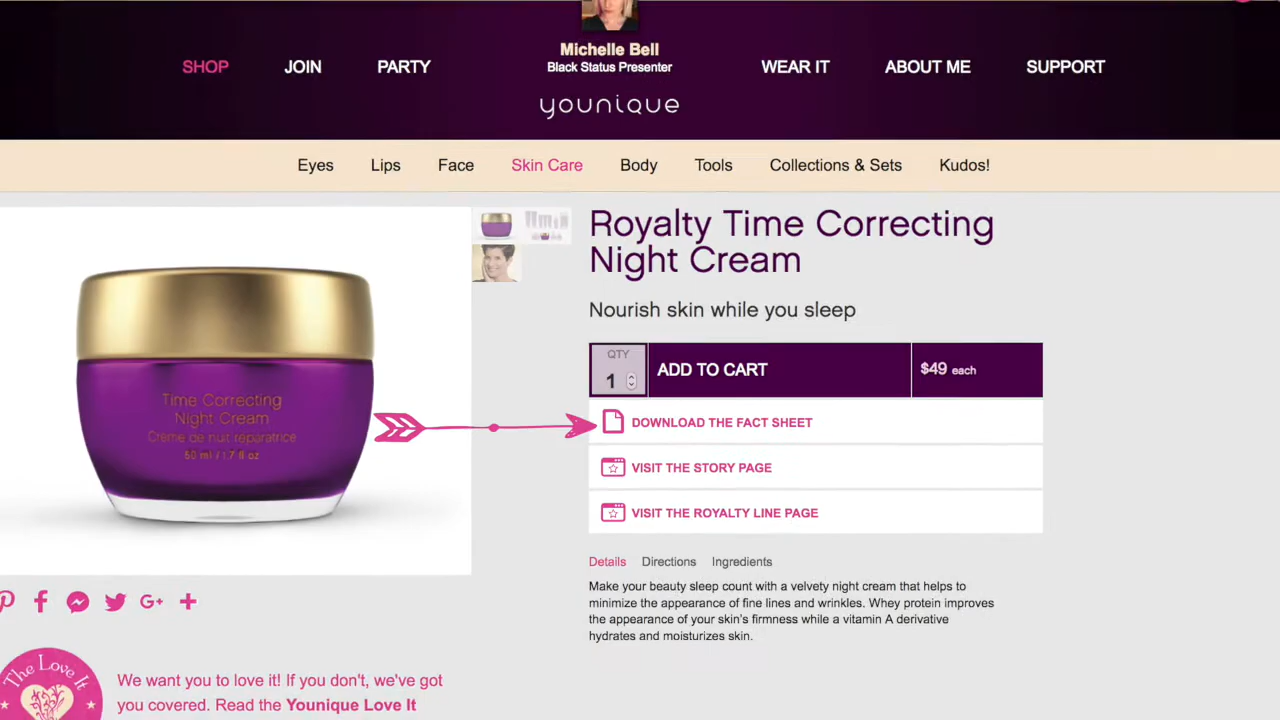 Michelle Bell
Black Status Presenter
SHOP JOIN PARTY WEAR IT ABOUT ME SUPPORT
younique
Eyes Lips Face Skin Care Body Tools Collections & Sets Kudos!
Royalty Time Correcting
Night Cream
Nourish skin while you sleep
QTY
1
ADD TO CART
$49 each
Time Correcting
Night Cream
Crème de nuit réparatrice
50 ml / 1.7 fl oz
DOWNLOAD THE FACT SHEET
VISIT THE STORY PAGE
VISIT THE ROYALTY LINE PAGE
Details Directions Ingredients
Make your beauty sleep count with a velvety night cream that helps to
minimize the appearance of fine lines and wrinkles. Whey protein improves
the appearance of your skin's firmness while a vitamin A derivative
hydrates and moisturizes skin.
The Love It
We want you to love it! If you don't, we've got
you covered. Read the Younique Love It